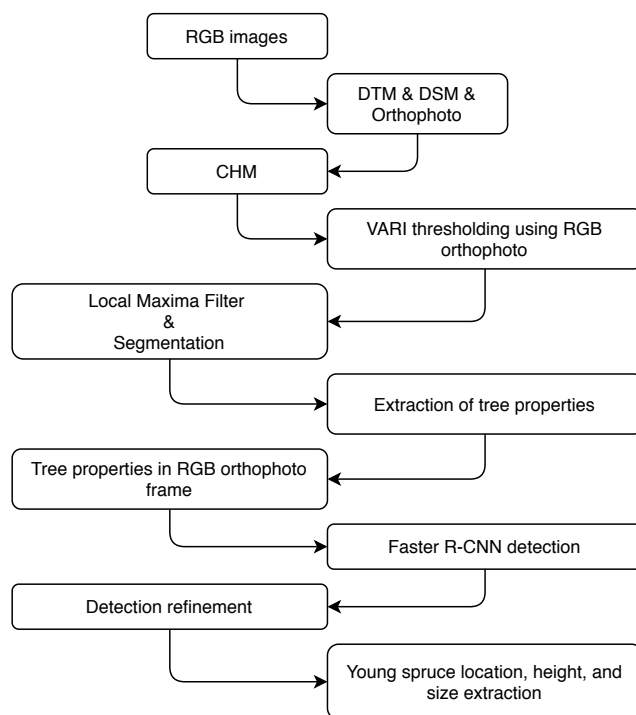 RGB images
DTM & DSM &
Orthophoto
CHM
VARI thresholding using RGB
orthophoto
Local Maxima Filter
&
Segmentation
Extraction of tree properties
Tree properties in RGB orthophoto
frame
Faster R-CNN detection
Detection refinement
Young spruce location, height, and
size extraction